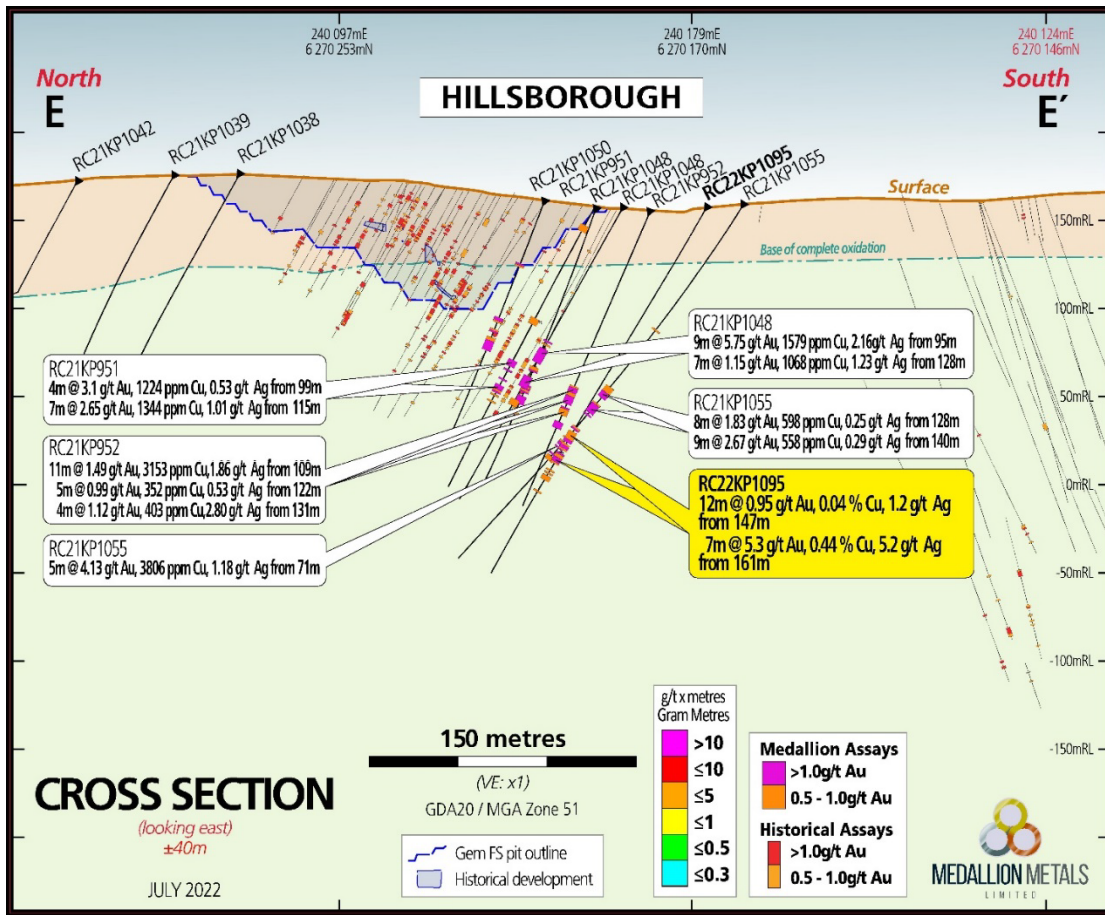 240 097mE
6 270 253mN
240 179mE
6 270 170mN
240 124mE
6 270 146mN
North
E
HILLSBOROUGH
South
E′
RC21KP1042
RC21KP1039
RC21KP1038
RC21KP1050
RC21KP951
RC21KP1048
RC21KP1048
RC21KP952
RC22KP1095
RC21KP1055
Surface
150mRL
Base of complete oxidation
100mRL
50mRL
0mRL
-50mRL
-100mRL
-150mRL
RC21KP951
4m @ 3.1 g/t Au, 1224 ppm Cu, 0.53 g/t Ag from 99m
7m @ 2.65 g/t Au, 1344 ppm Cu, 1.01 g/t Ag from 115m
RC21KP952
11m @ 1.49 g/t Au, 3153 ppm Cu,1.86 g/t Ag from 109m
5m @ 0.99 g/t Au, 352 ppm Cu, 0.53 g/t Ag from 122m
4m @ 1.12 g/t Au, 403 ppm Cu,2.80 g/t Ag from 131m
RC21KP1055
5m @ 4.13 g/t Au, 3806 ppm Cu, 1.18 g/t Ag from 71m
RC21KP1048
9m @ 5.75 g/t Au, 1579 ppm Cu, 2.16g/t Ag from 95m
7m @ 1.15 g/t Au, 1068 ppm Cu, 1.23 g/t Ag from 128m
RC21KP1055
8m @ 1.83 g/t Au, 598 ppm Cu, 0.25 g/t Ag from 128m
9m @ 2.67 g/t Au, 558 ppm Cu, 0.29 g/t Ag from 140m
RC22KP1095
12m @ 0.95 g/t Au, 0.04 % Cu, 1.2 g/t Ag
from 147m
7m @ 5.3 g/t Au, 0.44 % Cu, 5.2 g/t Ag
from 161m
CROSS SECTION
(looking east)
±40m
JULY 2022
150 metres
(VE: x1)
GDA20 / MGA Zone 51
Gem FS pit outline
Historical development
g/t x metres
Gram Metres
>10
≤10
≤5
≤1
≤0.5
≤0.3
Medallion Assays
>1.0g/t Au
0.5 - 1.0g/t Au
Historical Assays
>1.0g/t Au
0.5 - 1.0g/t Au
MEDALLION METALS
LIMITED